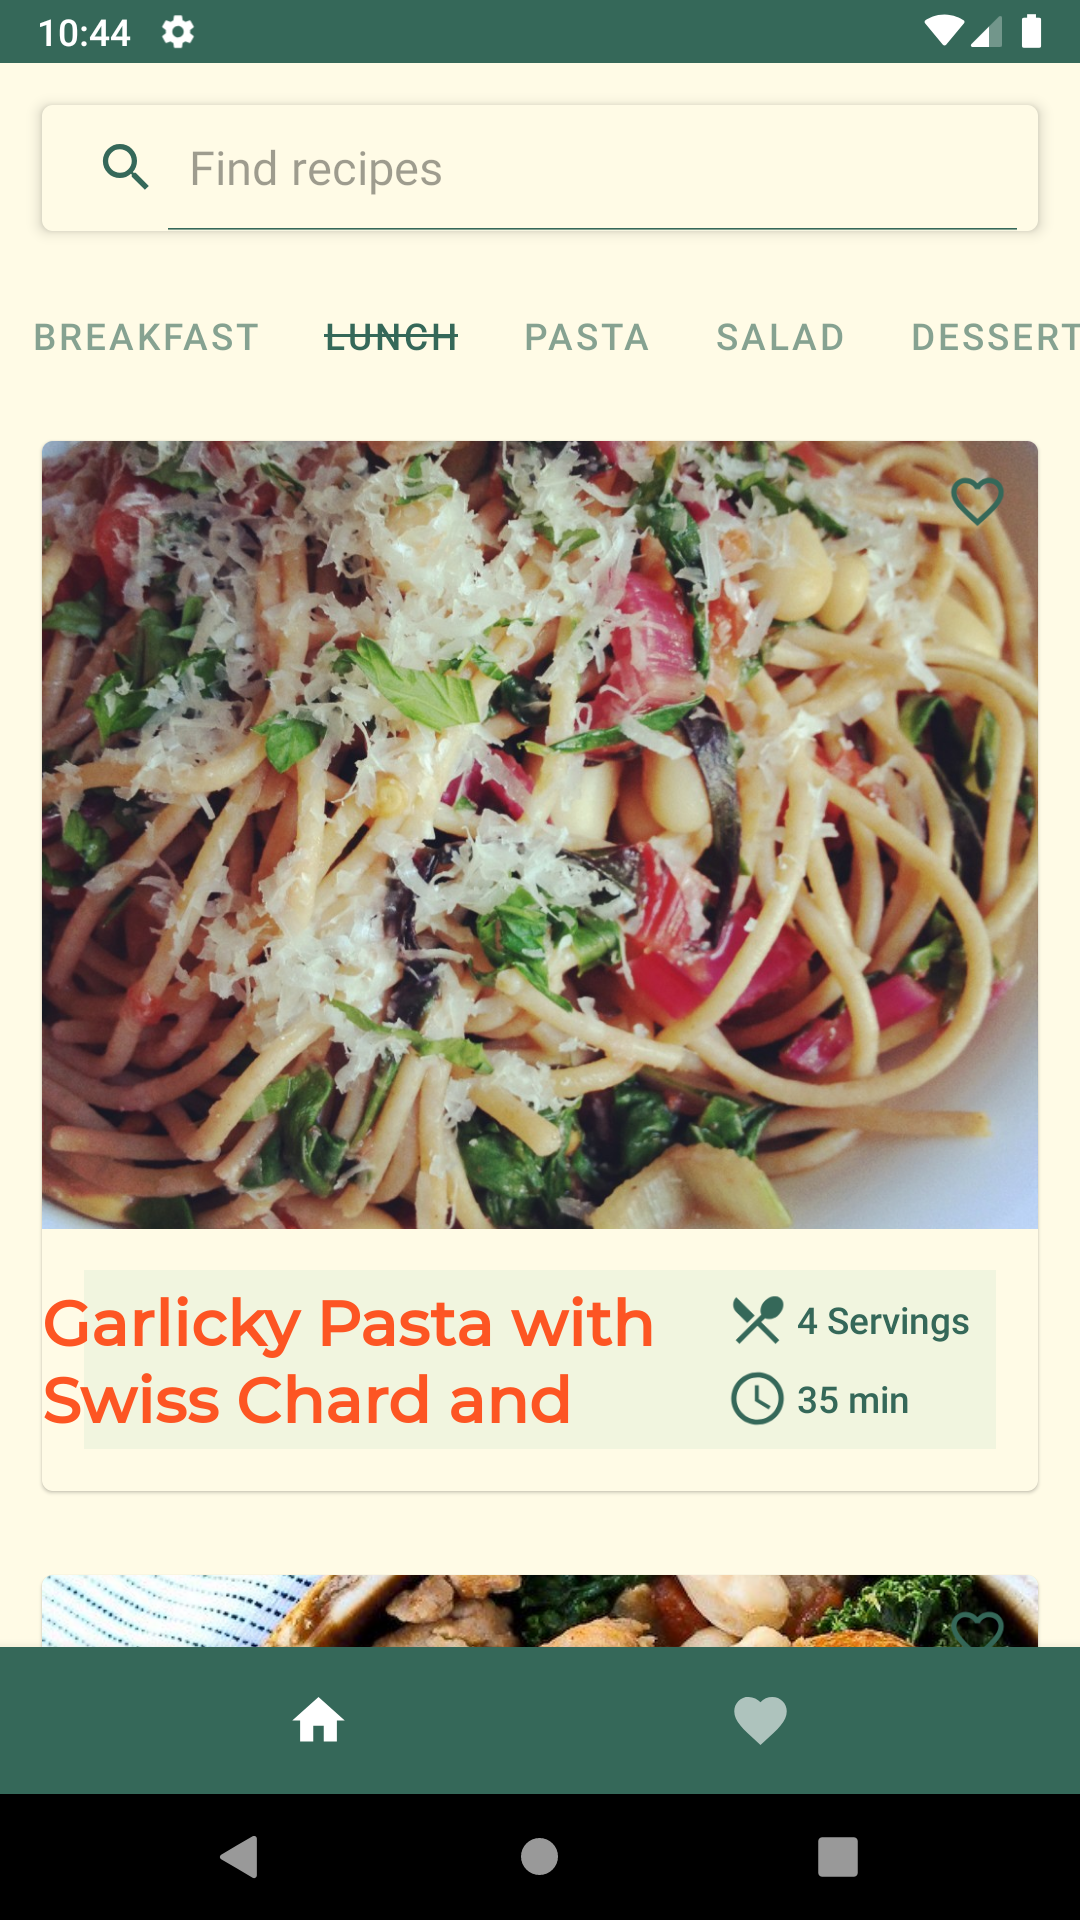 10:44
Find recipes
BREAKFAST LUNCH PASTA SALAD DESSERT
Garlicky Pasta with
Swiss Chard and
4 Servings
35 min